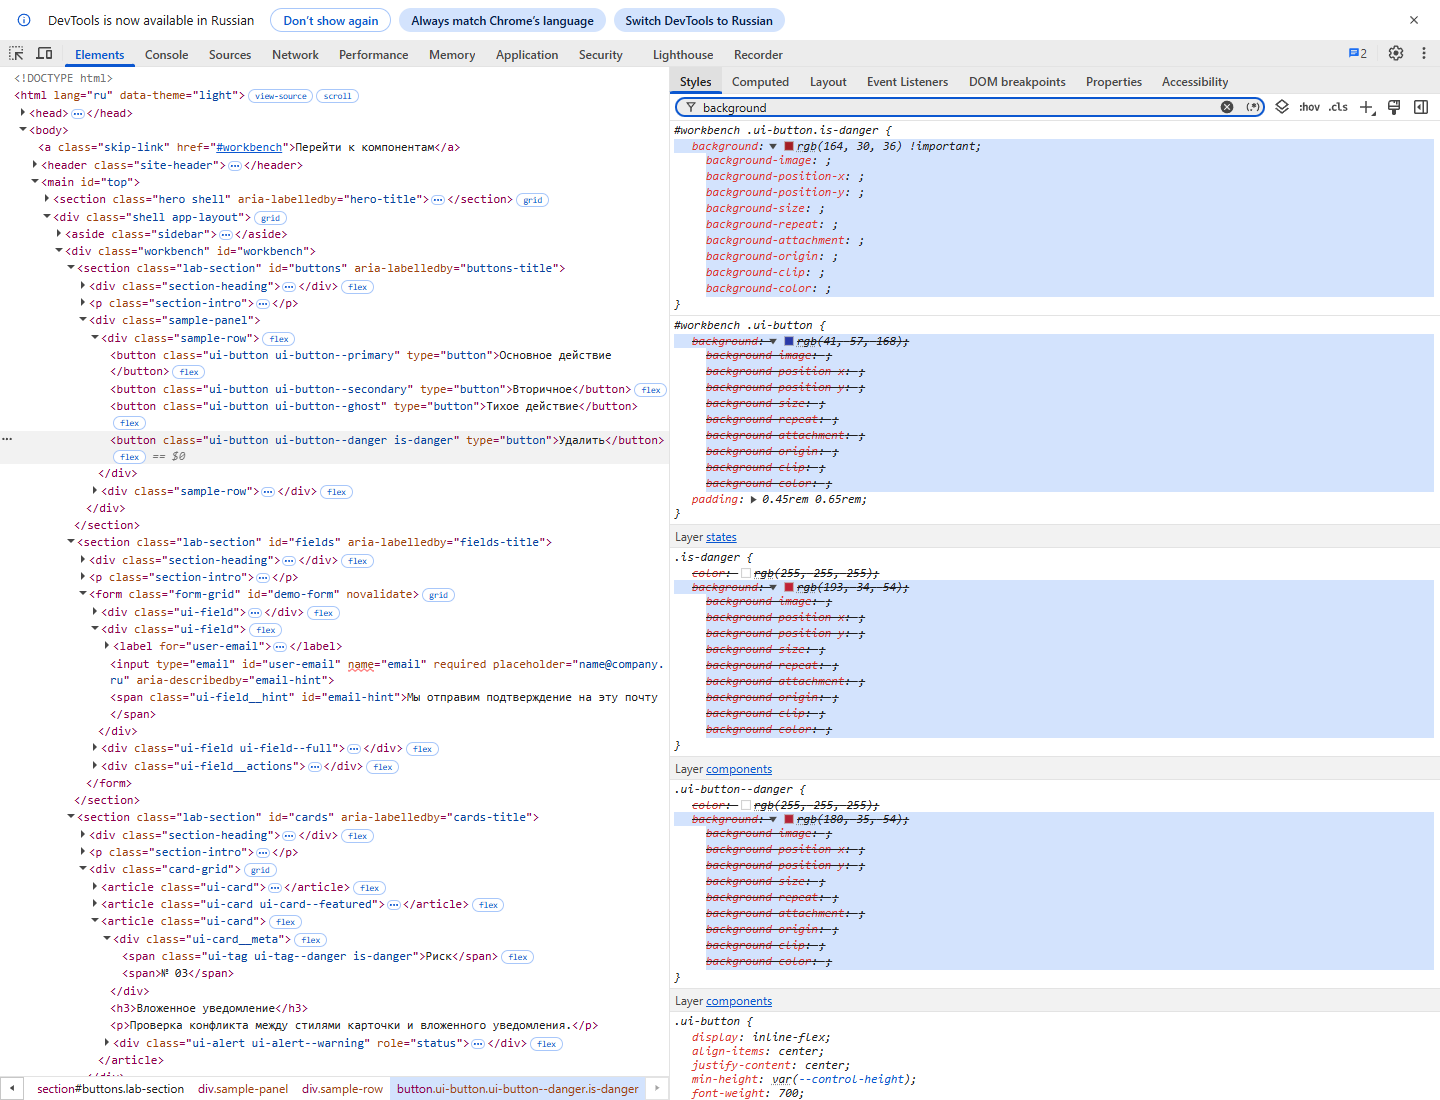 DevTools is now available in Russian Don't show again Always match Chrome's language Switch DevTools to Russian
Elements Console Sources Network Performance Memory Application Security Lighthouse Recorder 2
<!DOCTYPE html>
<html lang="ru" data-theme="light"> view-source scroll
<head> … </head>
<body>
<a class="skip-link" href="#workbench">Перейти к компонентам</a>
<header class="site-header"> … </header>
<main id="top">
<section class="hero shell" aria-labelledby="hero-title"> … </section> grid
<div class="shell app-layout"> grid
<aside class="sidebar"> … </aside>
<div class="workbench" id="workbench">
<section class="lab-section" id="buttons" aria-labelledby="buttons-title">
<div class="section-heading"> … </div> flex
<p class="section-intro"> … </p>
<div class="sample-panel">
<div class="sample-row"> flex
<button class="ui-button ui-button--primary" type="button">Основное действие
</button> flex
<button class="ui-button ui-button--secondary" type="button">Вторичное</button> flex
<button class="ui-button ui-button--ghost" type="button">Тихое действие</button>
flex
… <button class="ui-button ui-button--danger is-danger" type="button">Удалить</button>
flex == $0
</div>
<div class="sample-row"> … </div> flex
</div>
</section>
<section class="lab-section" id="fields" aria-labelledby="fields-title">
<div class="section-heading"> … </div> flex
<p class="section-intro"> … </p>
<form class="form-grid" id="demo-form" novalidate> grid
<div class="ui-field"> … </div> flex
<div class="ui-field"> flex
<label for="user-email"> … </label>
<input type="email" id="user-email" name="email" required placeholder="name@company.
ru" aria-describedby="email-hint">
<span class="ui-field__hint" id="email-hint">Мы отправим подтверждение на эту почту
</span>
</div>
<div class="ui-field ui-field--full"> … </div> flex
<div class="ui-field__actions"> … </div> flex
</form>
</section>
<section class="lab-section" id="cards" aria-labelledby="cards-title">
<div class="section-heading"> … </div> flex
<p class="section-intro"> … </p>
<div class="card-grid"> grid
<article class="ui-card"> … </article> flex
<article class="ui-card ui-card--featured"> … </article> flex
<article class="ui-card"> flex
<div class="ui-card__meta"> flex
<span class="ui-tag ui-tag--danger is-danger">Риск</span> flex
<span>№ 03</span>
</div>
<h3>Вложенное уведомление</h3>
<p>Проверка конфликта между стилями карточки и вложенного уведомления.</p>
<div class="ui-alert ui-alert--warning" role="status"> … </div> flex
</article>
section#buttons.lab-section div.sample-panel div.sample-row button.ui-button.ui-button--danger.is-danger
Styles Computed Layout Event Listeners DOM breakpoints Properties Accessibility
background (.*) :hov .cls
#workbench .ui-button.is-danger {
background: rgb(164, 30, 36) !important;
background-image: ;
background-position-x: ;
background-position-y: ;
background-size: ;
background-repeat: ;
background-attachment: ;
background-origin: ;
background-clip: ;
background-color: ;
}
#workbench .ui-button {
background: rgb(41, 57, 168);
background-image: ;
background-position-x: ;
background-position-y: ;
background-size: ;
background-repeat: ;
background-attachment: ;
background-origin: ;
background-clip: ;
background-color: ;
padding: 0.45rem 0.65rem;
}
Layer states
.is-danger {
color: rgb(255, 255, 255);
background: rgb(193, 34, 54);
background-image: ;
background-position-x: ;
background-position-y: ;
background-size: ;
background-repeat: ;
background-attachment: ;
background-origin: ;
background-clip: ;
background-color: ;
}
Layer components
.ui-button--danger {
color: rgb(255, 255, 255);
background: rgb(180, 35, 54);
background-image: ;
background-position-x: ;
background-position-y: ;
background-size: ;
background-repeat: ;
background-attachment: ;
background-origin: ;
background-clip: ;
background-color: ;
}
Layer components
.ui-button {
display: inline-flex;
align-items: center;
justify-content: center;
min-height: var(--control-height);
font-weight: 700;